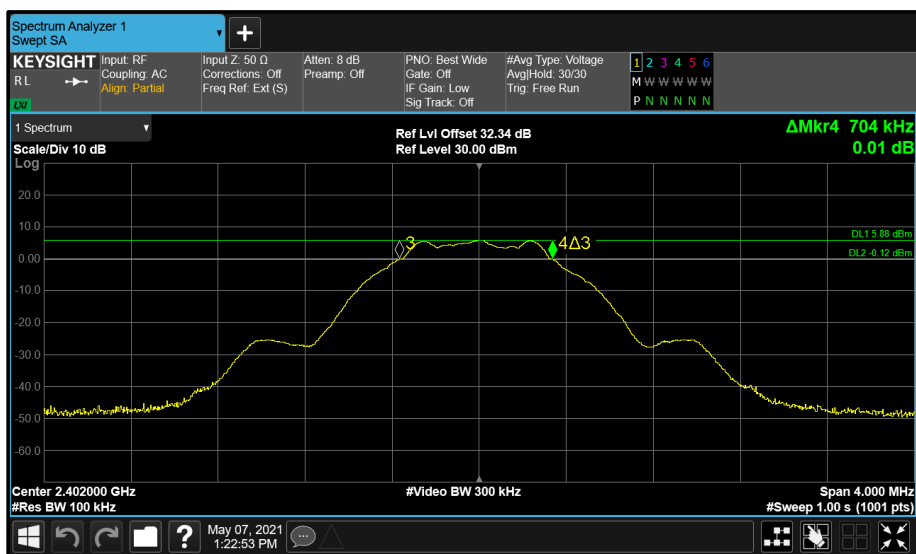 Spectrum Analyzer 1
Swept SA
+
KEYSIGHT
RL
LXI
Input: RF
Coupling: AC
Align: Partial
Input Z: 50 Ω
Corrections: Off
Freq Ref: Ext (S)
Atten: 8 dB
Preamp: Off
PNO: Best Wide
Gate: Off
IF Gain: Low
Sig Track: Off
#Avg Type: Voltage
Avg|Hold: 30/30
Trig: Free Run
1 2 3 4 5 6
M W W W W W
P N N N N N
1 Spectrum
Scale/Div 10 dB
Log
Ref Lvl Offset 32.34 dB
Ref Level 30.00 dBm
ΔMkr4 704 kHz
0.01 dB
20.0
10.0
0.00
-10.0
-20.0
-30.0
-40.0
-50.0
-60.0
3
4Δ3
DL1 5.88 dBm
DL2 -0.12 dBm
Center 2.402000 GHz
#Res BW 100 kHz
#Video BW 300 kHz
Span 4.000 MHz
#Sweep 1.00 s (1001 pts)
?
May 07, 2021
1:22:53 PM